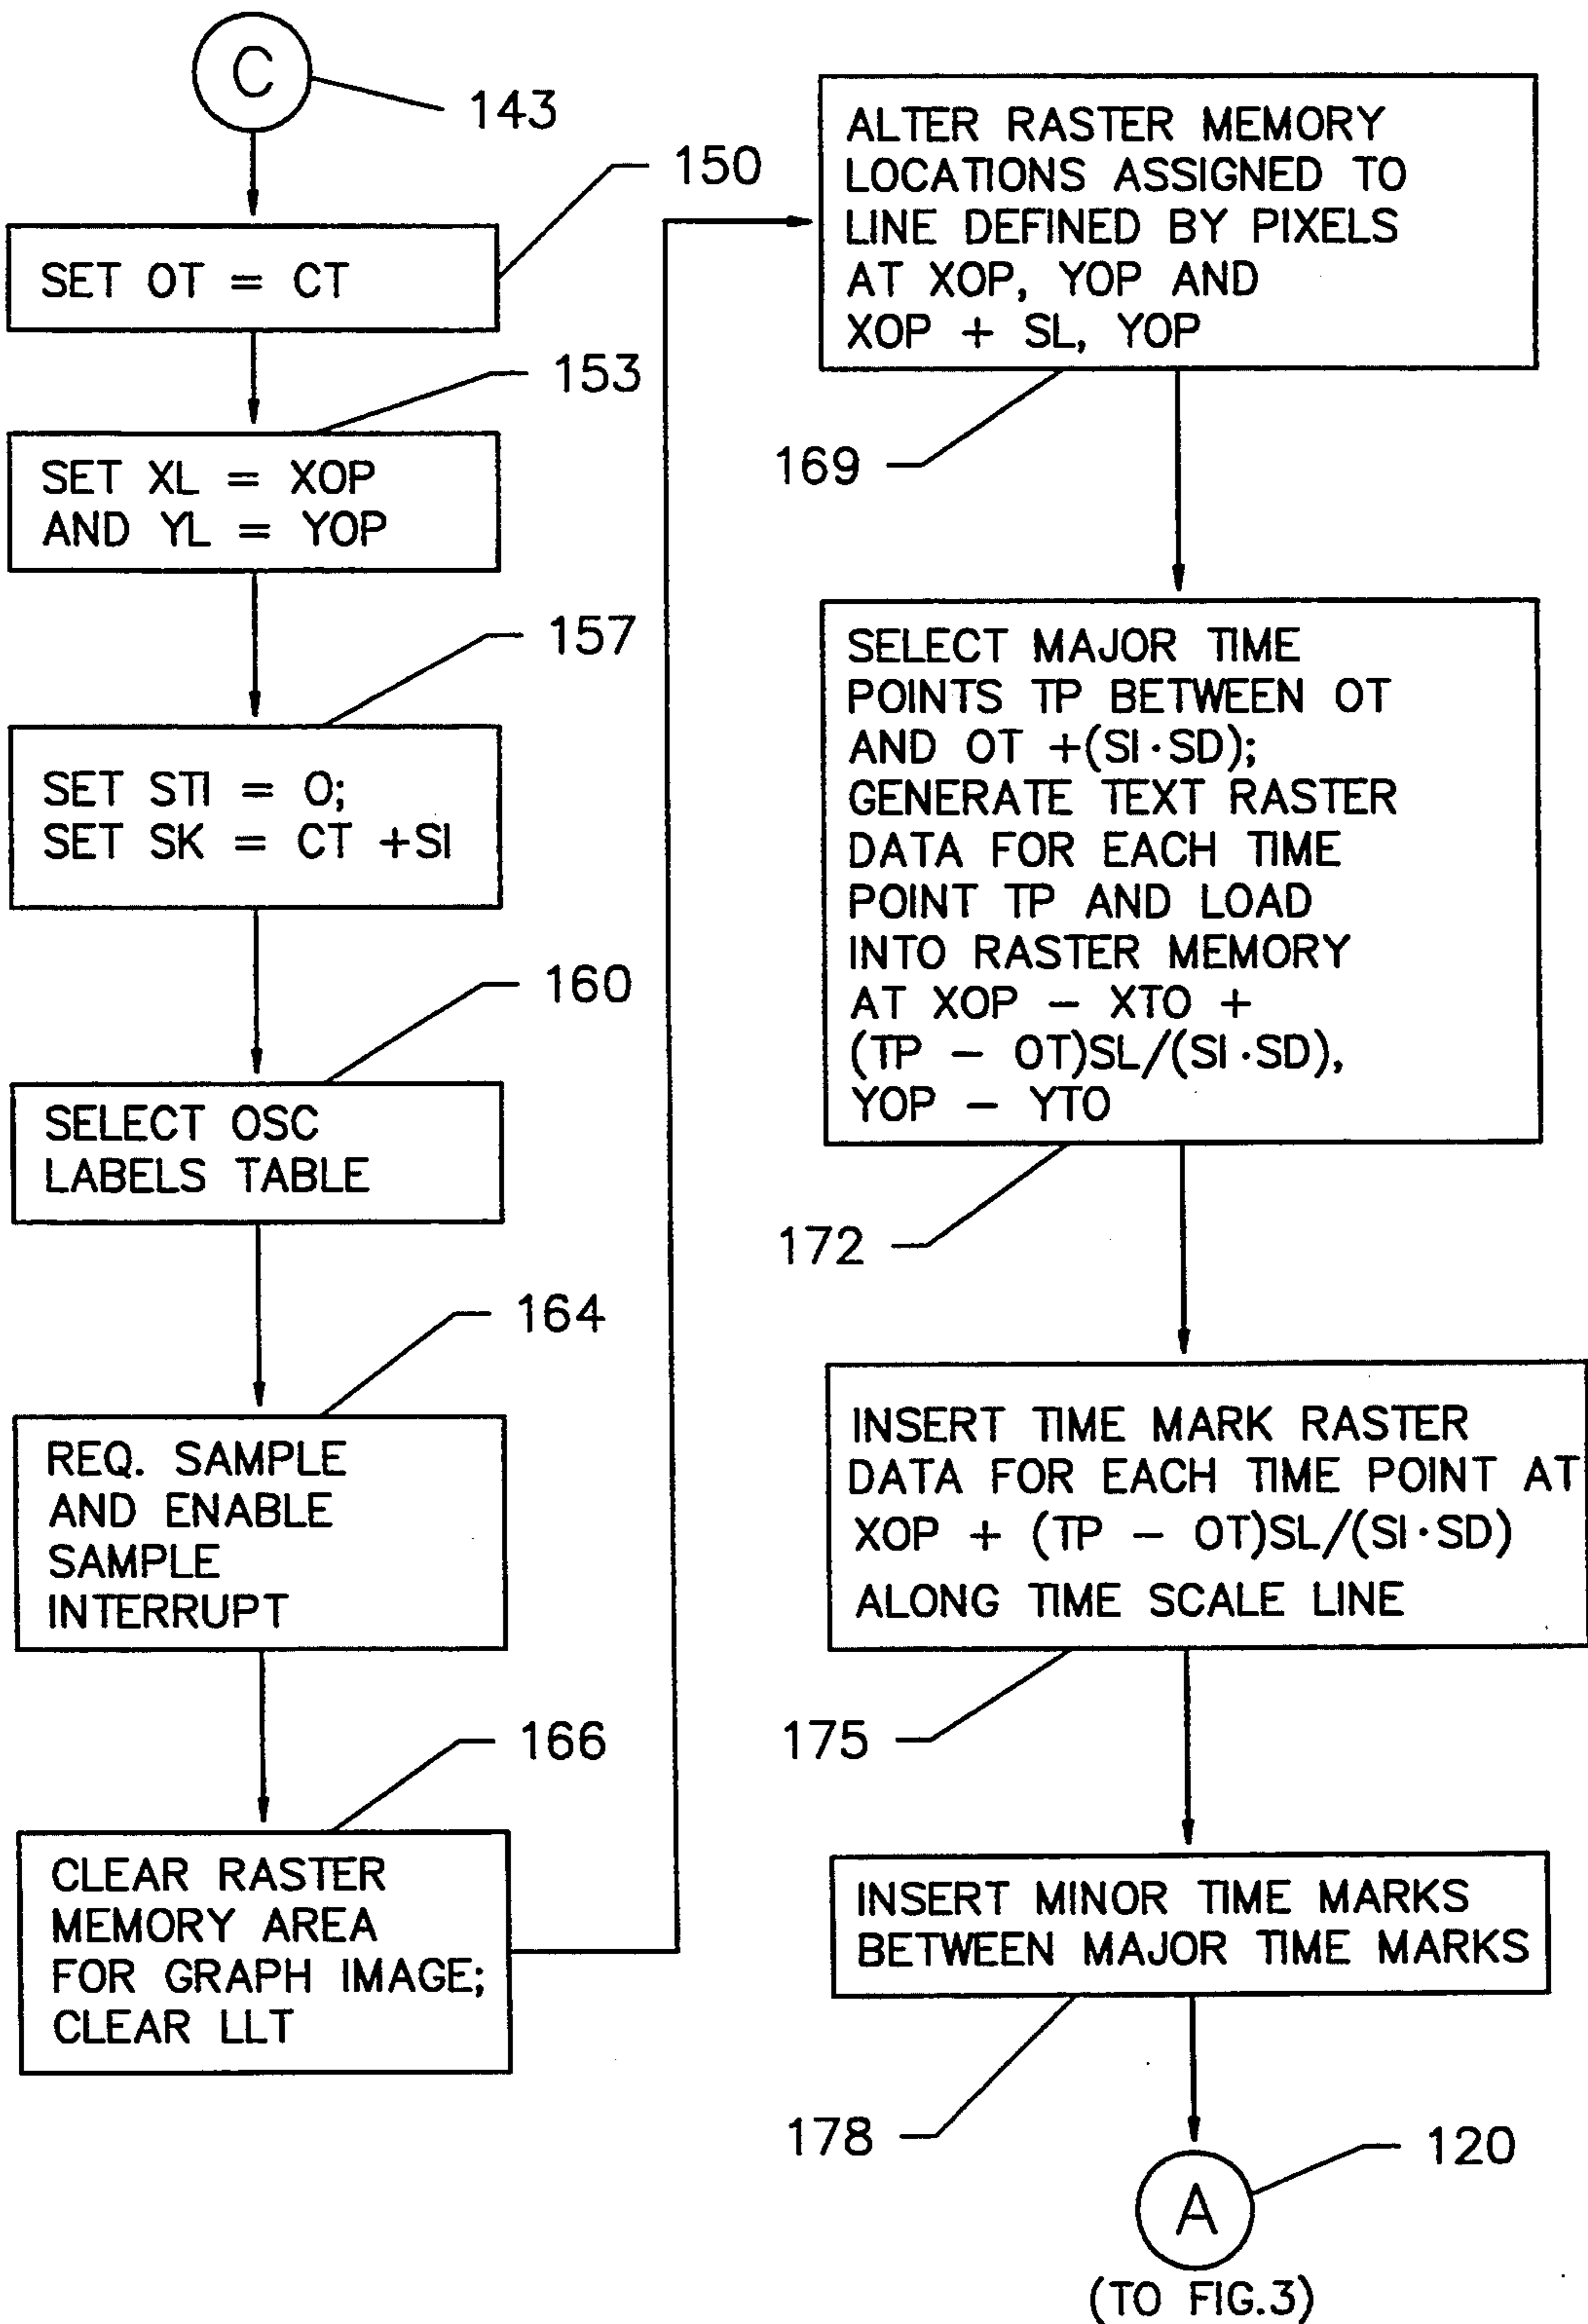 C
143
150
SET OT = CT
153
SET XL = XOP
AND YL = YOP
157
SET STI = 0;
SET SK = CT +SI
160
SELECT OSC
LABELS TABLE
164
REQ. SAMPLE
AND ENABLE
SAMPLE
INTERRUPT
166
CLEAR RASTER
MEMORY AREA
FOR GRAPH IMAGE;
CLEAR LLT
ALTER RASTER MEMORY
LOCATIONS ASSIGNED TO
LINE DEFINED BY PIXELS
AT XOP, YOP AND
XOP + SL, YOP
169
SELECT MAJOR TIME
POINTS TP BETWEEN OT
AND OT +(SI·SD);
GENERATE TEXT RASTER
DATA FOR EACH TIME
POINT TP AND LOAD
INTO RASTER MEMORY
AT XOP – XTO +
(TP – OT)SL/(SI·SD),
YOP – YTO
172
INSERT TIME MARK RASTER
DATA FOR EACH TIME POINT AT
XOP + (TP – OT)SL/(SI·SD)
ALONG TIME SCALE LINE
175
INSERT MINOR TIME MARKS
BETWEEN MAJOR TIME MARKS
178
120
A
(TO FIG.3)